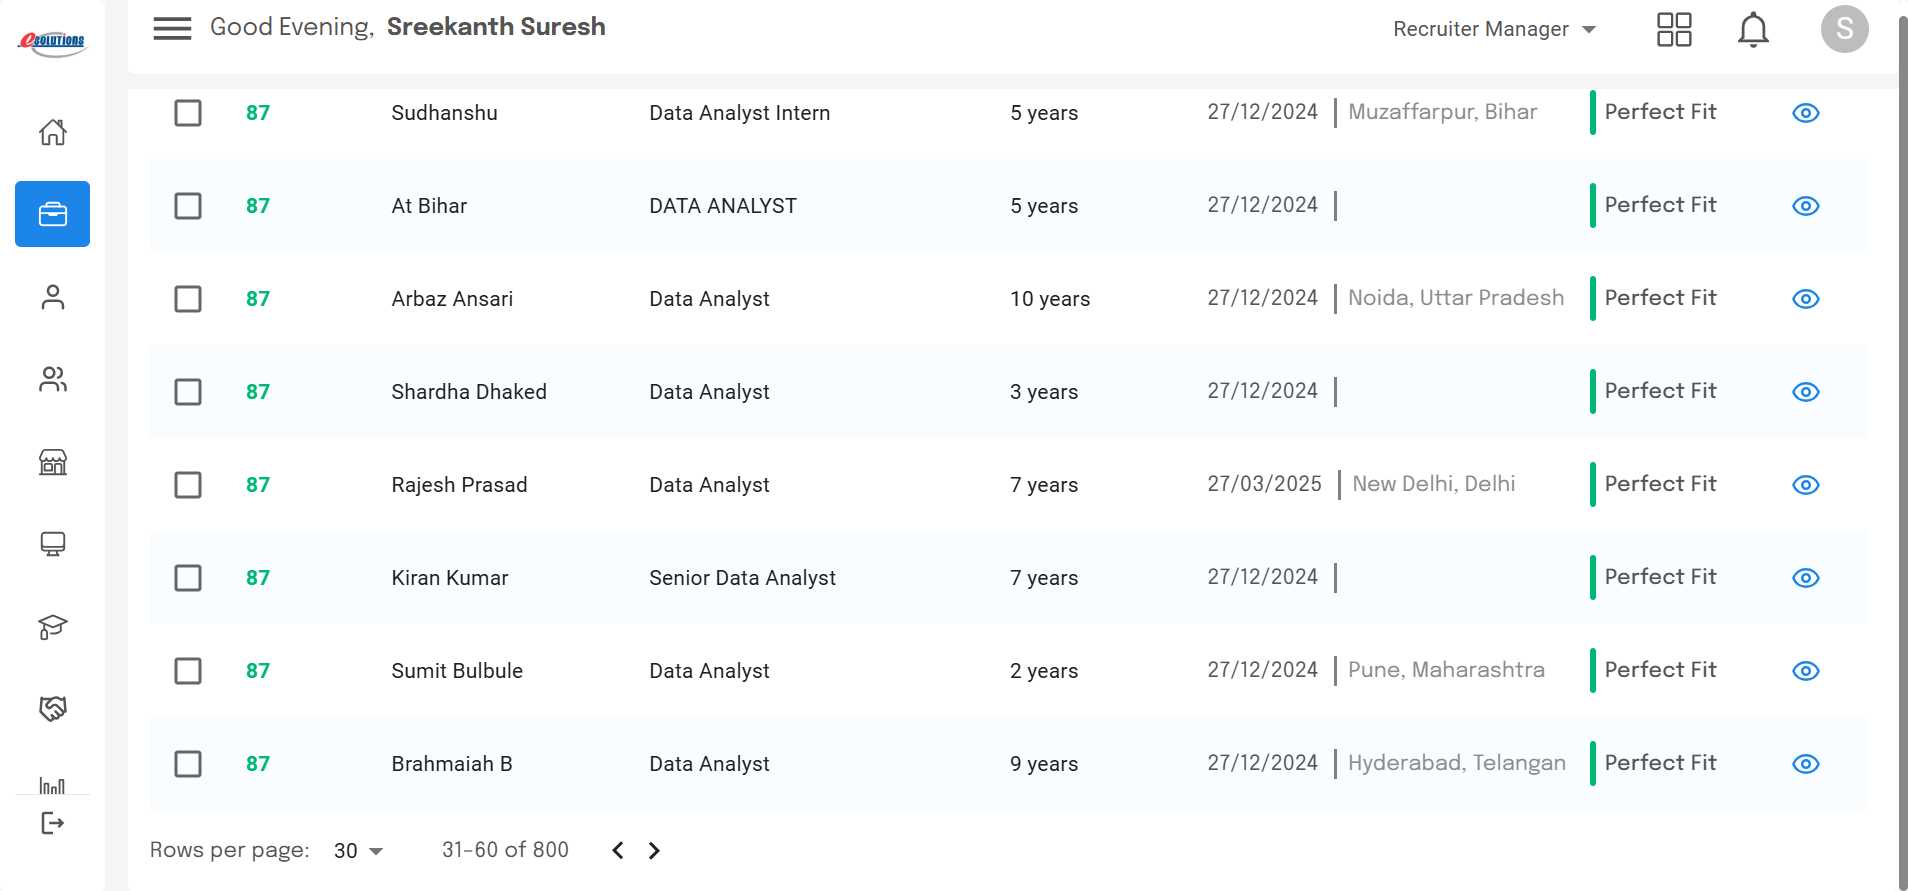 eSOLUTIONS
Good Evening, Sreekanth Suresh
Recruiter Manager
S
87 Sudhanshu Data Analyst Intern 5 years 27/12/2024 Muzaffarpur, Bihar Perfect Fit
87 At Bihar DATA ANALYST 5 years 27/12/2024 Perfect Fit
87 Arbaz Ansari Data Analyst 10 years 27/12/2024 Noida, Uttar Pradesh Perfect Fit
87 Shardha Dhaked Data Analyst 3 years 27/12/2024 Perfect Fit
87 Rajesh Prasad Data Analyst 7 years 27/03/2025 New Delhi, Delhi Perfect Fit
87 Kiran Kumar Senior Data Analyst 7 years 27/12/2024 Perfect Fit
87 Sumit Bulbule Data Analyst 2 years 27/12/2024 Pune, Maharashtra Perfect Fit
87 Brahmaiah B Data Analyst 9 years 27/12/2024 Hyderabad, Telangan Perfect Fit
Rows per page: 30 31–60 of 800